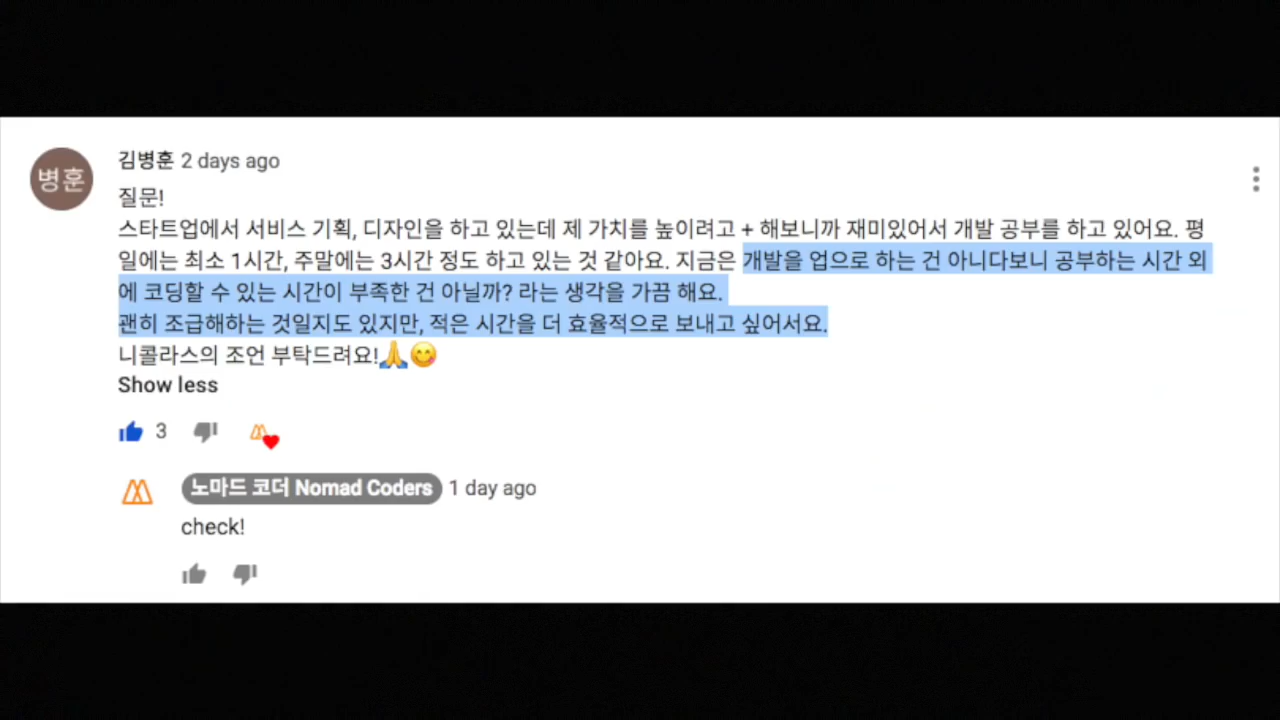 병훈
김병훈 2 days ago
질문!
스타트업에서 서비스 기획, 디자인을 하고 있는데 제 가치를 높이려고 + 해보니까 재미있어서 개발 공부를 하고 있어요. 평
일에는 최소 1시간, 주말에는 3시간 정도 하고 있는 것 같아요. 지금은 개발을 업으로 하는 건 아니다보니 공부하는 시간 외
에 코딩할 수 있는 시간이 부족한 건 아닐까? 라는 생각을 가끔 해요.
괜히 조급해하는 것일지도 있지만, 적은 시간을 더 효율적으로 보내고 싶어서요.
니콜라스의 조언 부탁드려요!🙏😋
Show less
3
노마드 코더 Nomad Coders 1 day ago
check!